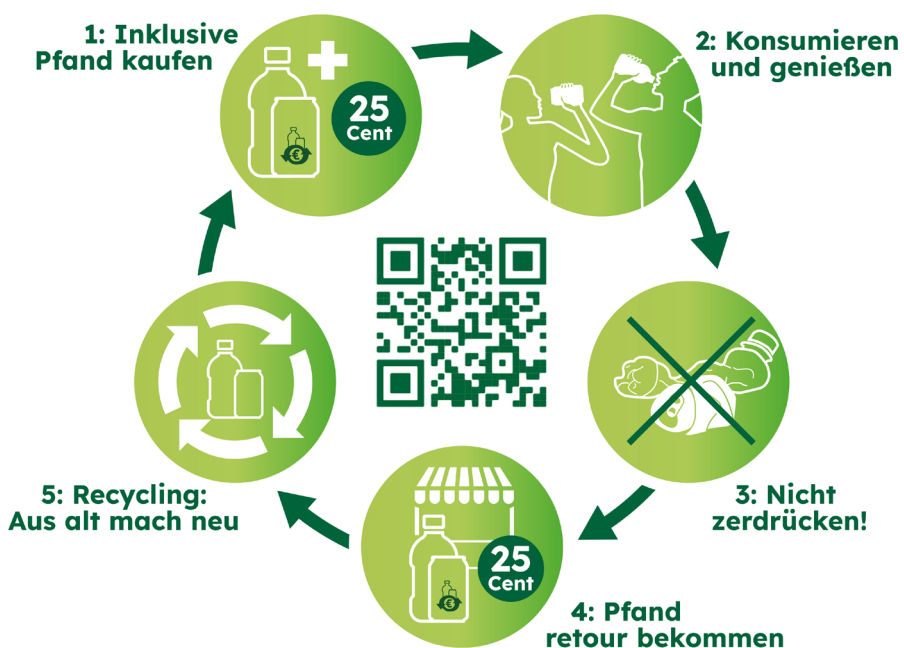 1: Inklusive
Pfand kaufen
25
Cent
€
2: Konsumieren
und genießen
3: Nicht
zerdrücken!
4: Pfand
retour bekommen
25
Cent
€
5: Recycling:
Aus alt mach neu